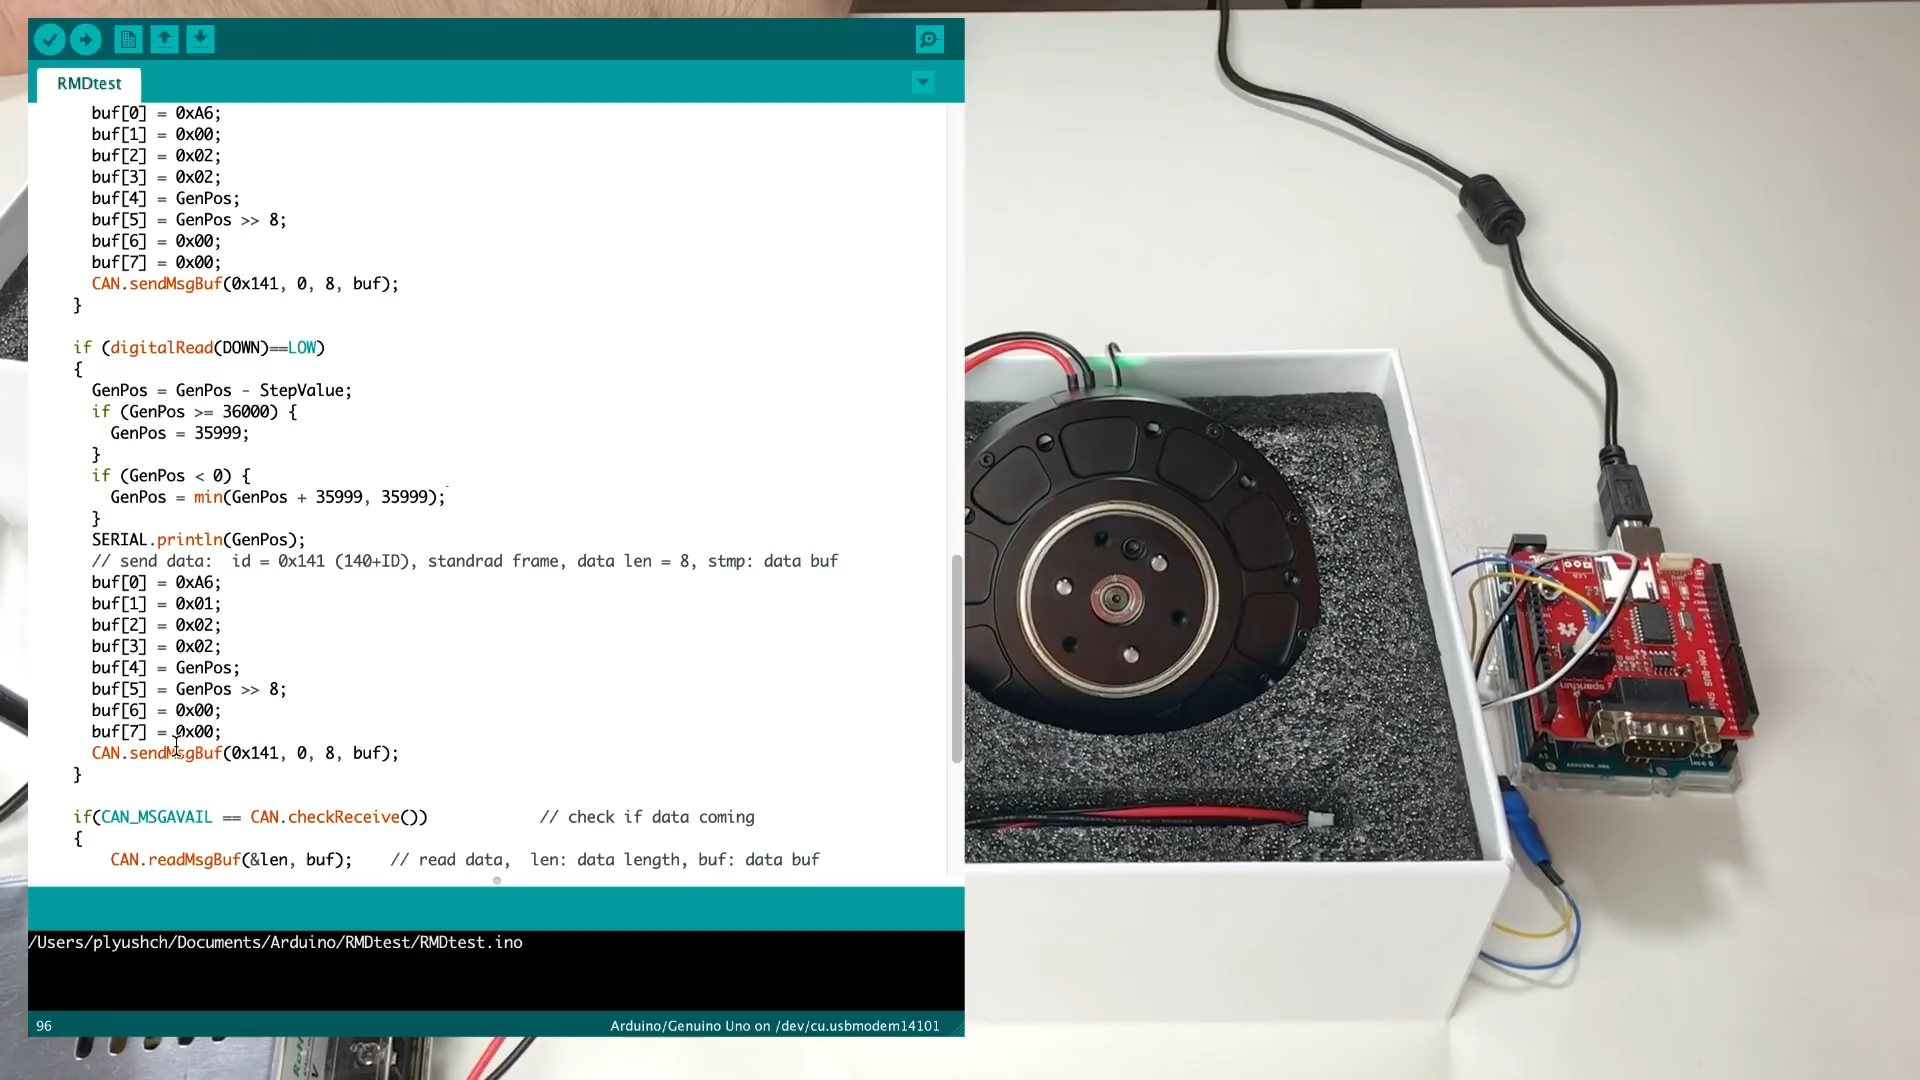 RMDtest
buf[0] = 0xA6;
buf[1] = 0x00;
buf[2] = 0x02;
buf[3] = 0x02;
buf[4] = GenPos;
buf[5] = GenPos >> 8;
buf[6] = 0x00;
buf[7] = 0x00;
CAN.sendMsgBuf(0x141, 0, 8, buf);
}
if (digitalRead(DOWN)==LOW)
{
GenPos = GenPos - StepValue;
if (GenPos >= 36000) {
GenPos = 35999;
}
if (GenPos < 0) {
GenPos = min(GenPos + 35999, 35999);
}
SERIAL.println(GenPos);
// send data:  id = 0x141 (140+ID), standrad frame, data len = 8, stmp: data buf
buf[0] = 0xA6;
buf[1] = 0x01;
buf[2] = 0x02;
buf[3] = 0x02;
buf[4] = GenPos;
buf[5] = GenPos >> 8;
buf[6] = 0x00;
buf[7] = 0x00;
CAN.sendMsgBuf(0x141, 0, 8, buf);
}
if(CAN_MSGAVAIL == CAN.checkReceive())            // check if data coming
{
CAN.readMsgBuf(&len, buf);    // read data,  len: data length, buf: data buf
/Users/plyushch/Documents/Arduino/RMDtest/RMDtest.ino
96
Arduino/Genuino Uno on /dev/cu.usbmodem14101
CAN-BUS Shi
sparkfun